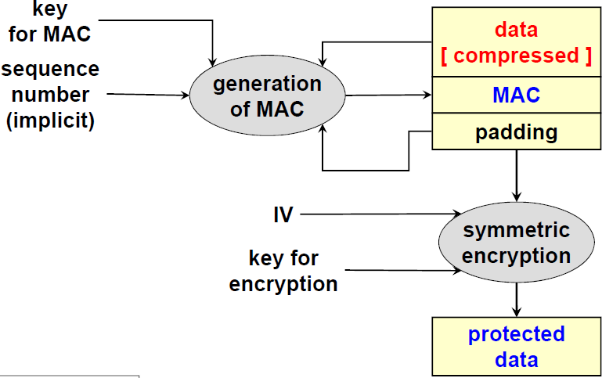 key
for MAC
sequence
number
(implicit)
generation
of MAC
data
[ compressed ]
MAC
padding
IV
key for
encryption
symmetric
encryption
protected
data